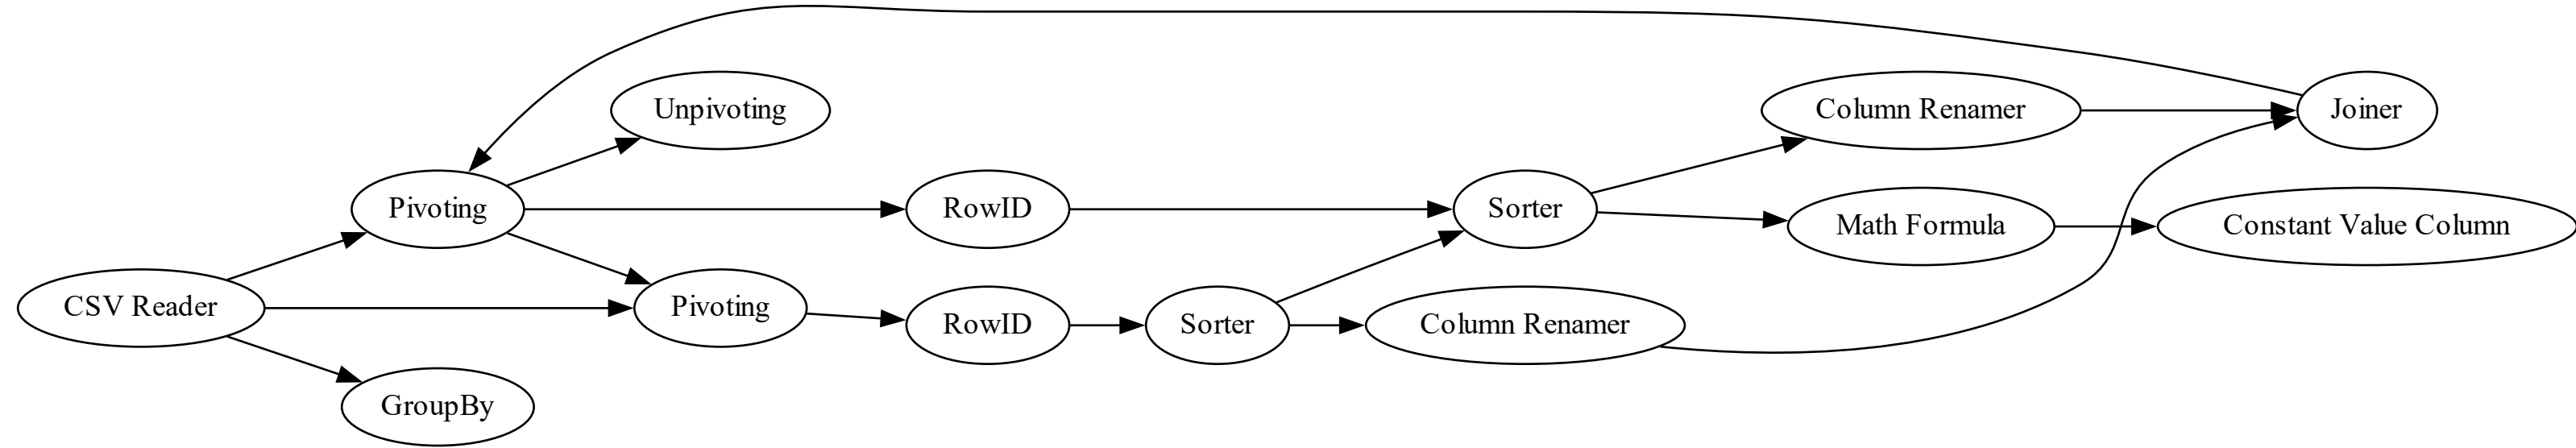 Unpivoting
Column Renamer
Joiner
Pivoting
RowID
Sorter
Math Formula
Constant Value Column
CSV Reader
Pivoting
RowID
Sorter
Column Renamer
GroupBy